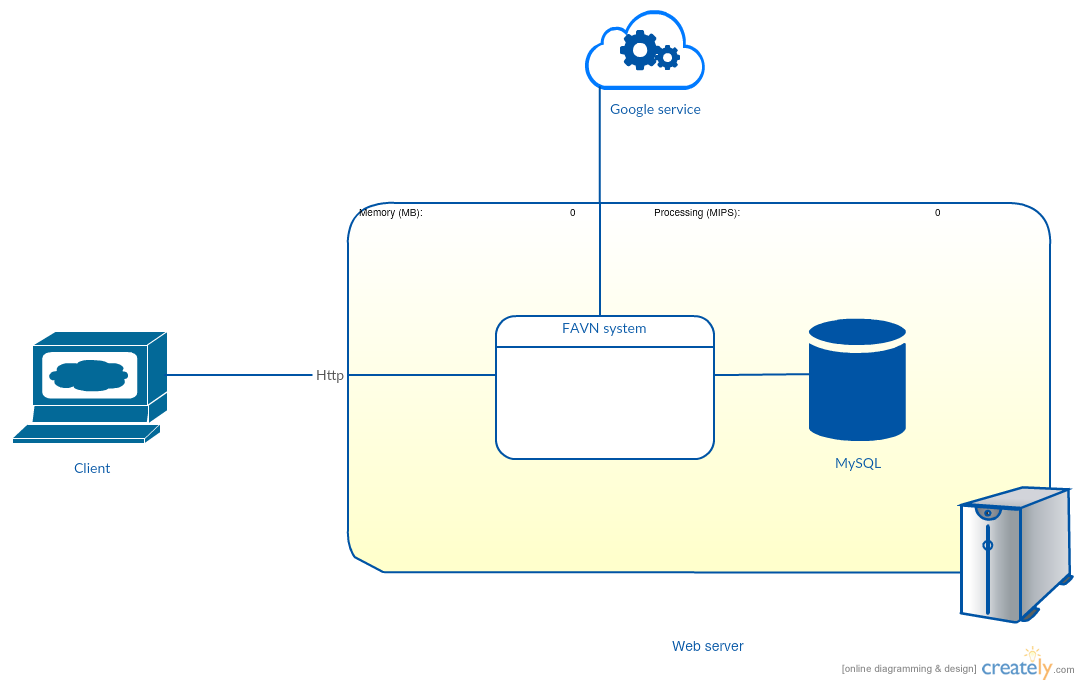 Google service
Memory (MB): 0 Processing (MIPS): 0
FAVN system
Http
Client
MySQL
Web server
[online diagramming & design] creately.com